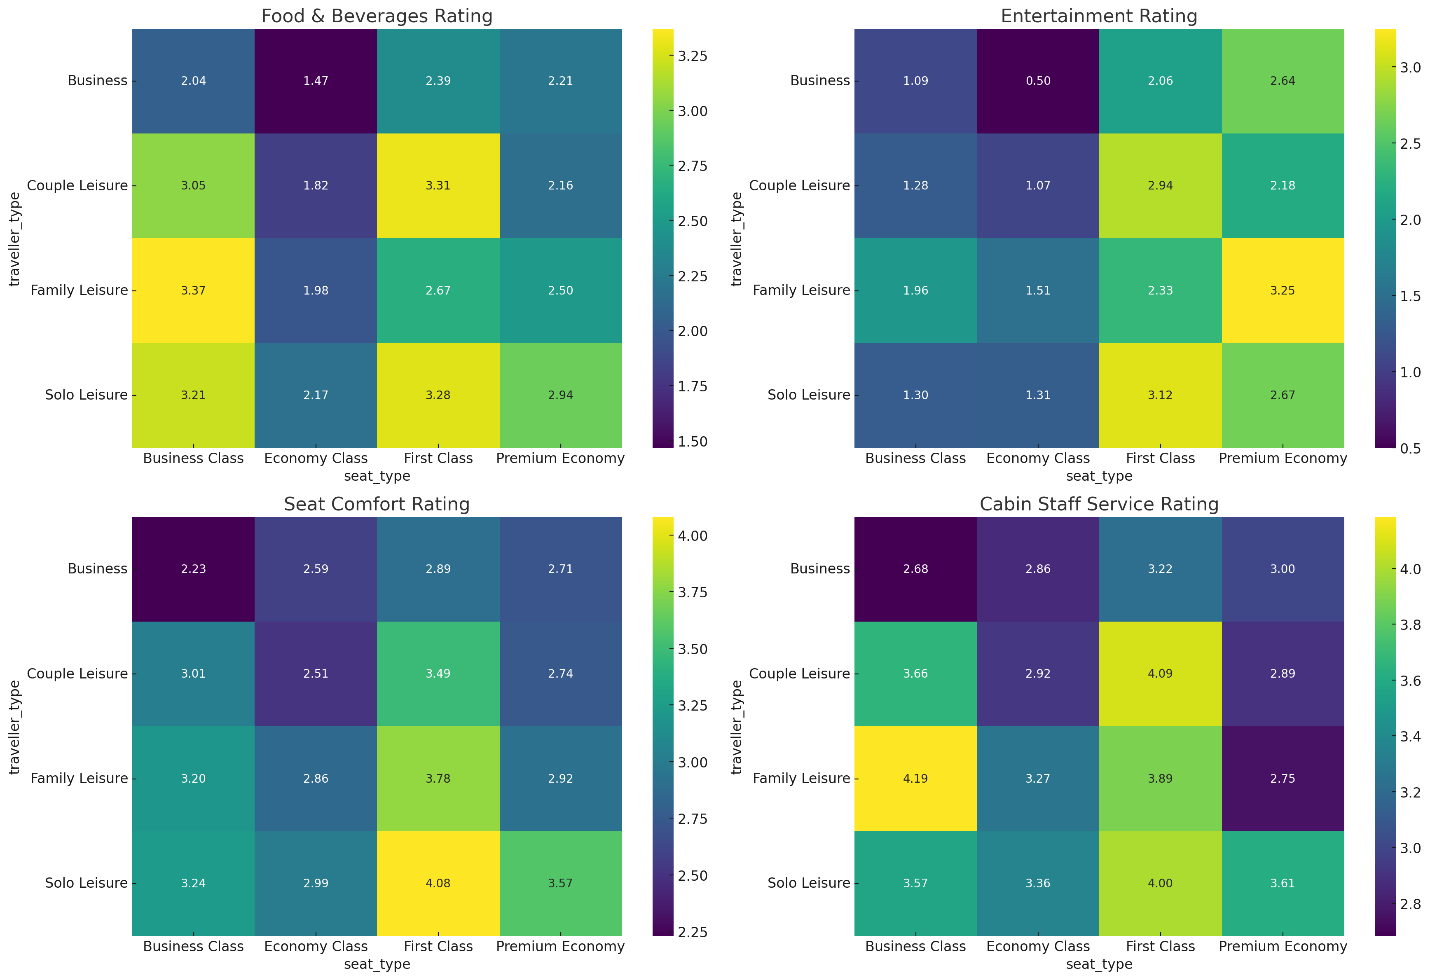 Food & Beverages Rating
traveller_type
Business 2.04 1.47 2.39 2.21
Couple Leisure 3.05 1.82 3.31 2.16
Family Leisure 3.37 1.98 2.67 2.50
Solo Leisure 3.21 2.17 3.28 2.94
Business Class Economy Class First Class Premium Economy
seat_type
3.25
3.00
2.75
2.50
2.25
2.00
1.75
1.50
Entertainment Rating
traveller_type
Business 1.09 0.50 2.06 2.64
Couple Leisure 1.28 1.07 2.94 2.18
Family Leisure 1.96 1.51 2.33 3.25
Solo Leisure 1.30 1.31 3.12 2.67
Business Class Economy Class First Class Premium Economy
seat_type
3.0
2.5
2.0
1.5
1.0
0.5
Seat Comfort Rating
traveller_type
Business 2.23 2.59 2.89 2.71
Couple Leisure 3.01 2.51 3.49 2.74
Family Leisure 3.20 2.86 3.78 2.92
Solo Leisure 3.24 2.99 4.08 3.57
Business Class Economy Class First Class Premium Economy
seat_type
4.00
3.75
3.50
3.25
3.00
2.75
2.50
2.25
Cabin Staff Service Rating
traveller_type
Business 2.68 2.86 3.22 3.00
Couple Leisure 3.66 2.92 4.09 2.89
Family Leisure 4.19 3.27 3.89 2.75
Solo Leisure 3.57 3.36 4.00 3.61
Business Class Economy Class First Class Premium Economy
seat_type
4.0
3.8
3.6
3.4
3.2
3.0
2.8